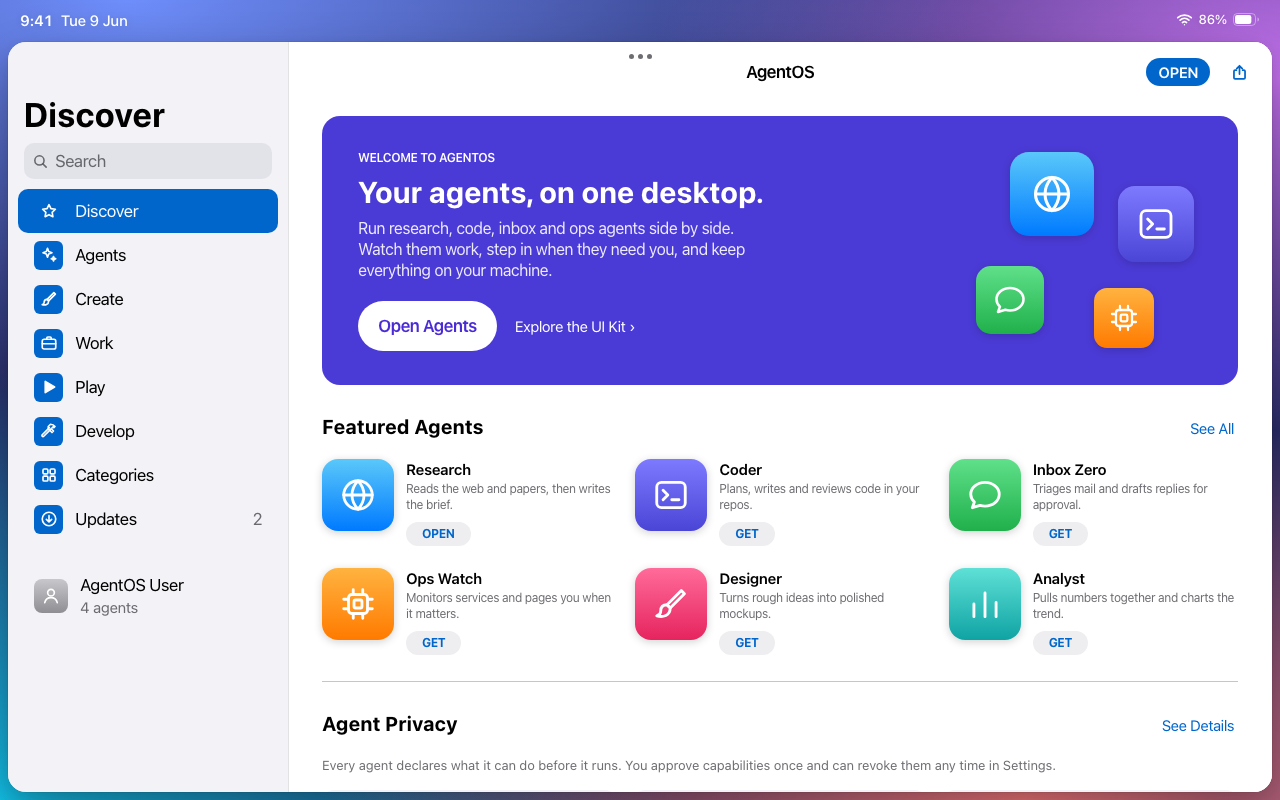 9:41 Tue 9 Jun
86%
Discover
Search
Discover
Agents
Create
Work
Play
Develop
Categories
Updates 2
AgentOS User
4 agents
AgentOS
OPEN
WELCOME TO AGENTOS
Your agents, on one desktop.
Run research, code, inbox and ops agents side by side.
Watch them work, step in when they need you, and keep
everything on your machine.
Open Agents
Explore the UI Kit ›
Featured Agents
See All
Research
Reads the web and papers, then writes
the brief.
OPEN
Coder
Plans, writes and reviews code in your
repos.
GET
Inbox Zero
Triages mail and drafts replies for
approval.
GET
Ops Watch
Monitors services and pages you when
it matters.
GET
Designer
Turns rough ideas into polished
mockups.
GET
Analyst
Pulls numbers together and charts the
trend.
GET
Agent Privacy
See Details
Every agent declares what it can do before it runs. You approve capabilities once and can revoke them any time in Settings.